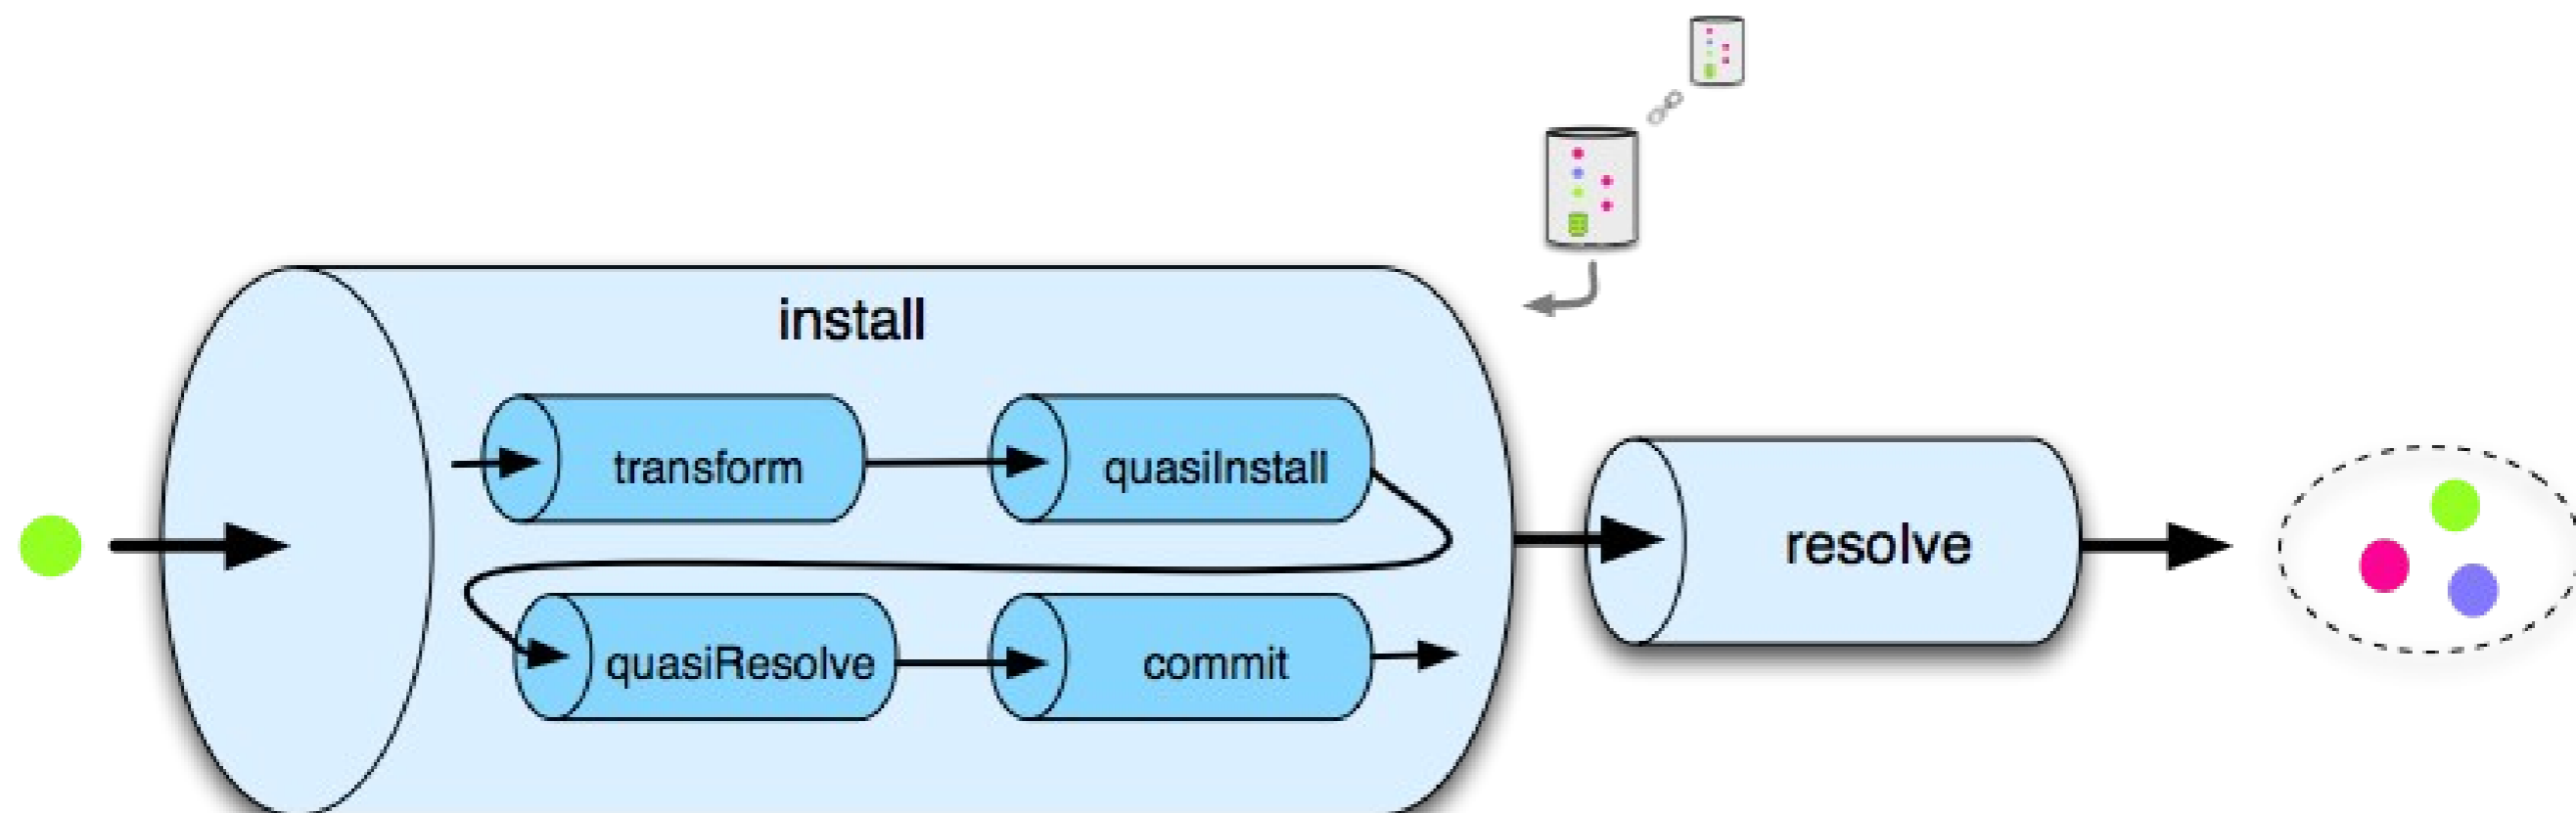 install
transform
quasiInstall
quasiResolve
commit
resolve